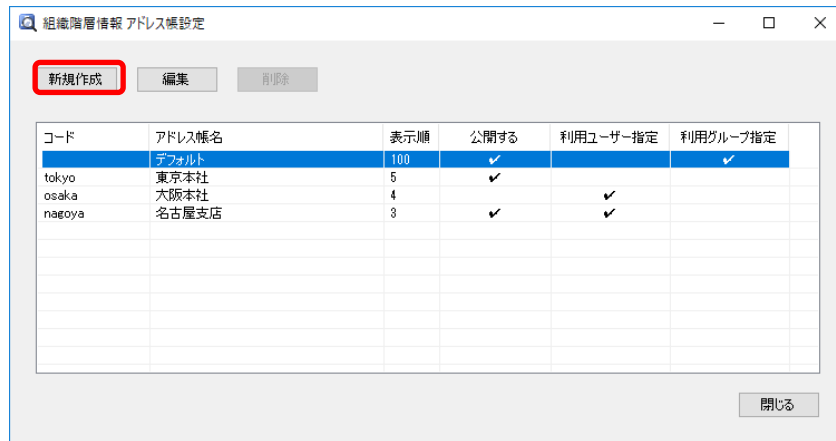 組織階層情報 アドレス帳設定
新規作成 編集 削除
コード アドレス帳名 表示順 公開する 利用ユーザー指定 利用グループ指定
デフォルト 100 ✔ ✔
tokyo 東京本社 5 ✔
osaka 大阪本社 4 ✔
nagoya 名古屋支店 3 ✔ ✔
閉じる